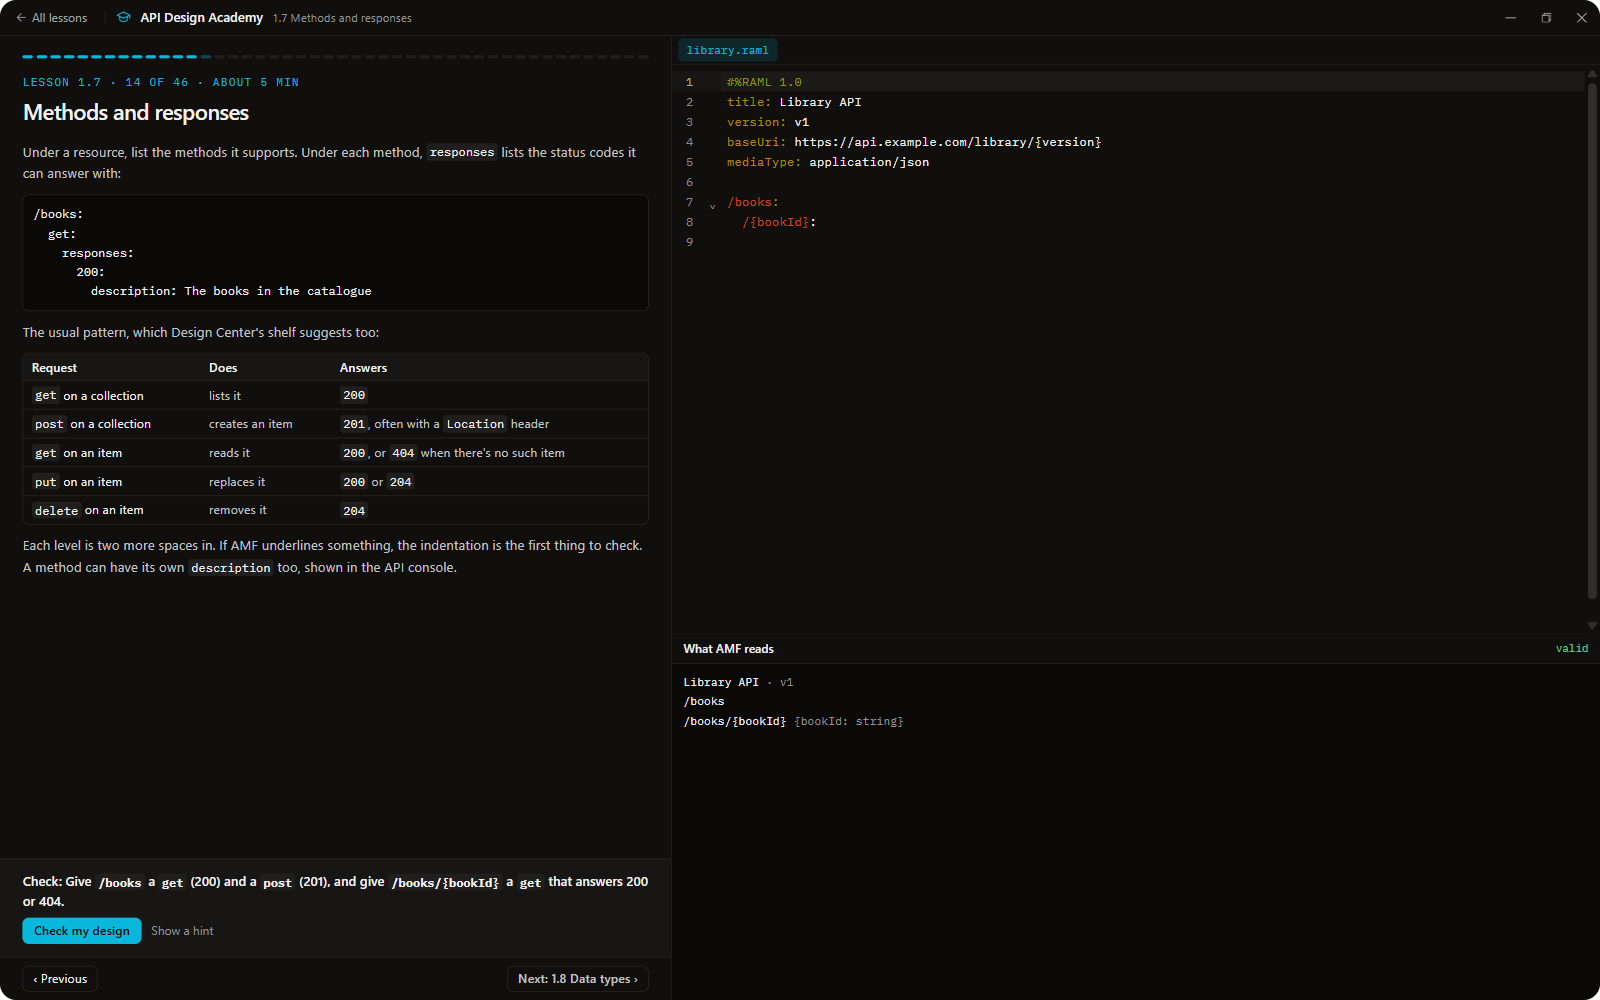 All lessons
API Design Academy 1.7 Methods and responses
LESSON 1.7 · 14 OF 46 · ABOUT 5 MIN
Methods and responses
Under a resource, list the methods it supports. Under each method, responses lists the status codes it
can answer with:
/books:
  get:
    responses:
      200:
        description: The books in the catalogue
The usual pattern, which Design Center's shelf suggests too:
Request Does Answers
get on a collection lists it 200
post on a collection creates an item 201, often with a Location header
get on an item reads it 200, or 404 when there's no such item
put on an item replaces it 200 or 204
delete on an item removes it 204
Each level is two more spaces in. If AMF underlines something, the indentation is the first thing to check.
A method can have its own description too, shown in the API console.
Check: Give /books a get (200) and a post (201), and give /books/{bookId} a get that answers 200
or 404.
Check my design Show a hint
‹ Previous Next: 1.8 Data types ›
library.raml
1 #%RAML 1.0
2 title: Library API
3 version: v1
4 baseUri: https://api.example.com/library/{version}
5 mediaType: application/json
6
7 /books:
8   /{bookId}:
9
What AMF reads valid
Library API · v1
/books
/books/{bookId} {bookId: string}